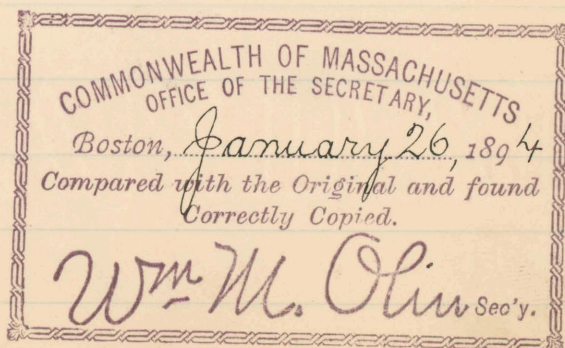 COMMONWEALTH OF MASSACHUSETTS
OFFICE OF THE SECRETARY,
Boston, January 26, 1894
Compared with the Original and found
Correctly Copied.
Wm M. Olin Sec'y.